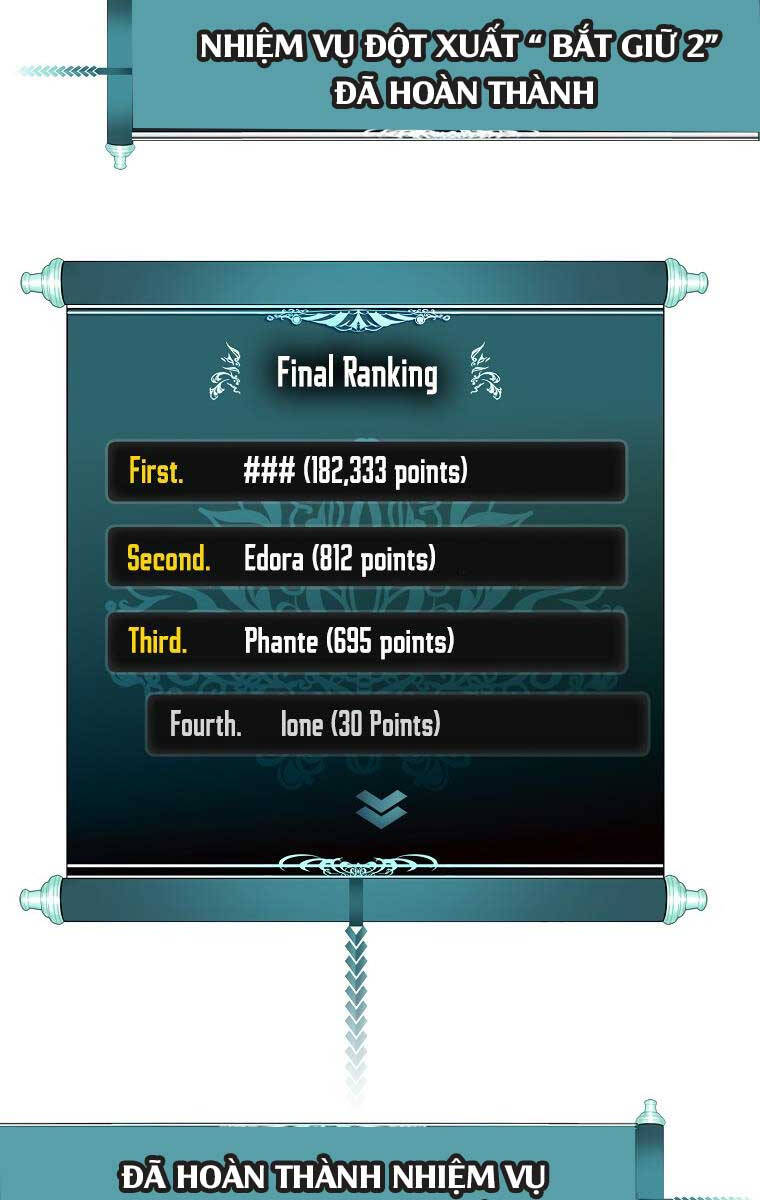 NHIỆM VỤ ĐỘT XUẤT “ BẮT GIỮ 2”
ĐÃ HOÀN THÀNH
Final Ranking
First. ### (182,333 points)
Second. Edora (812 points)
Third. Phante (695 points)
Fourth. Ione (30 Points)
ĐÃ HOÀN THÀNH NHIỆM VỤ